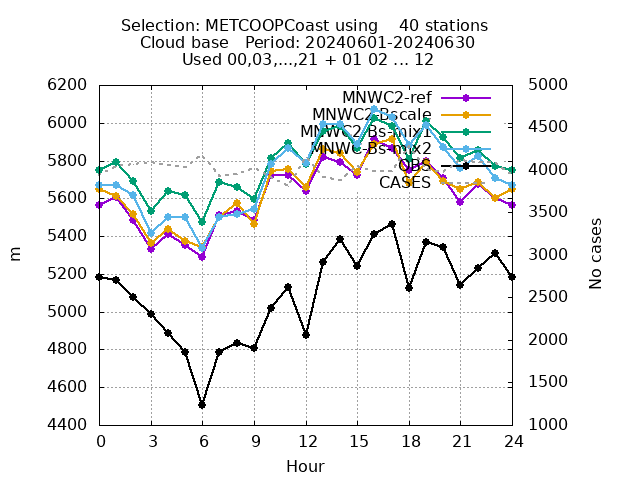 Selection: METCOOPCoast using    40 stations
Cloud base   Period: 20240601-20240630
Used 00,03,...,21 + 01 02 ... 12
MNWC2-ref
MNWC2-Bscale
MNWC2-Bs-mix1
MNWC-Bs-mix2
OBS
CASES
6200
6000
5800
5600
5400
5200
5000
4800
4600
4400
5000
4500
4000
3500
3000
2500
2000
1500
1000
m
No cases
0 3 6 9 12 15 18 21 24
Hour